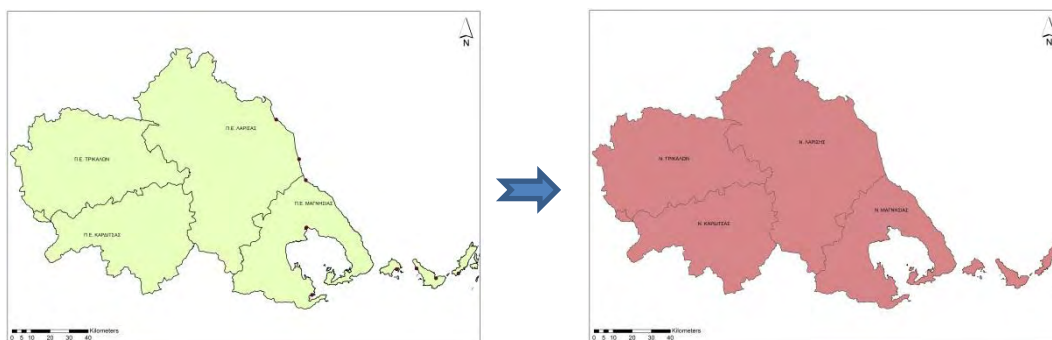 N
Π.Ε. ΛΑΡΙΣΑΣ
Π.Ε. ΤΡΙΚΑΛΩΝ
Π.Ε. ΜΑΓΝΗΣΙΑΣ
Π.Ε. ΚΑΡΔΙΤΣΑΣ
Kilometers
0 5 10 20 30 40
N
Ν. ΛΑΡΙΣΗΣ
Ν. ΤΡΙΚΑΛΩΝ
Ν. ΜΑΓΝΗΣΙΑΣ
Ν. ΚΑΡΔΙΤΣΑΣ
Kilometers
0 5 10 20 30 40